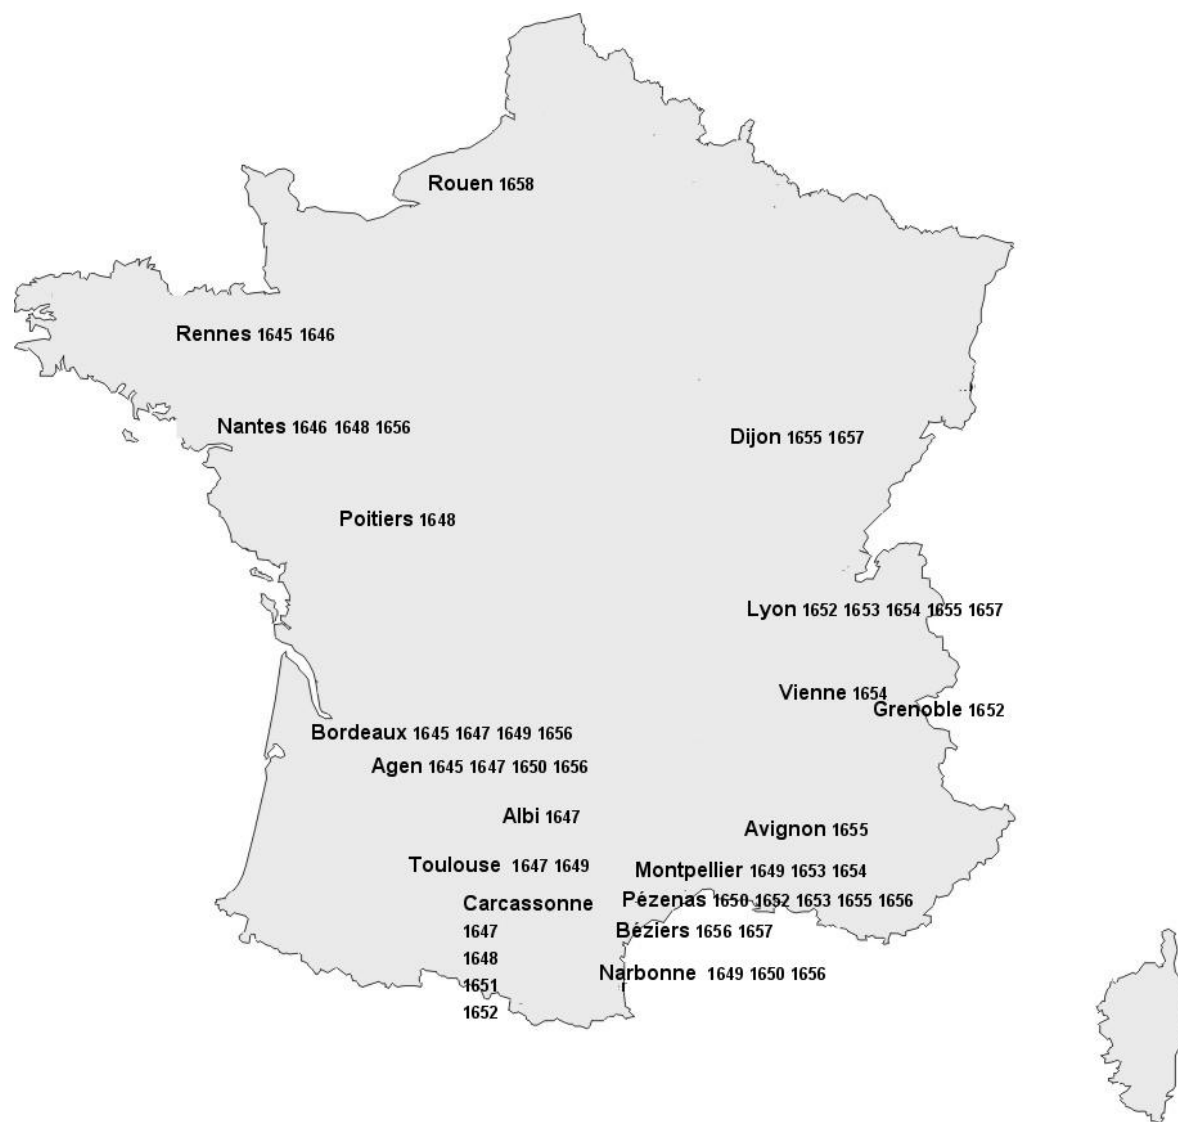 Rouen 1658
Rennes 1645 1646
Nantes 1646 1648 1656
Dijon 1655 1657
Poitiers 1648
Lyon 1652 1653 1654 1655 1657
Vienne 1654
Grenoble 1652
Bordeaux 1645 1647 1649 1656
Agen 1645 1647 1650 1656
Albi 1647
Avignon 1655
Toulouse 1647 1649
Montpellier 1649 1653 1654
Pézenas 1650 1652 1653 1655 1656
Carcassonne
1647
1648
1651
1652
Béziers 1656 1657
Narbonne 1649 1650 1656